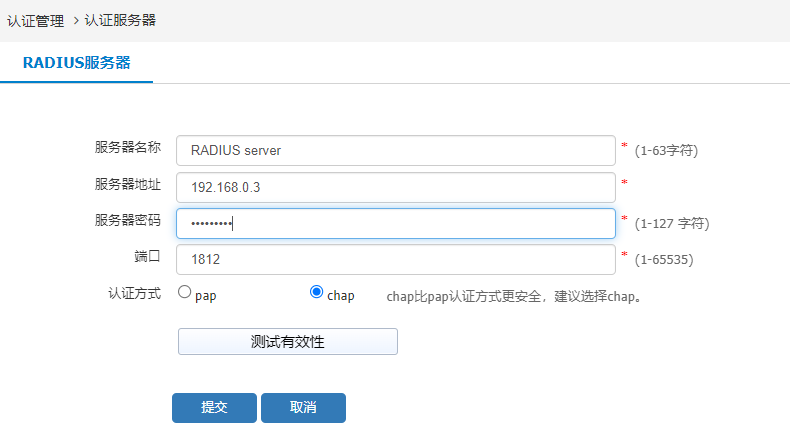 认证管理 > 认证服务器
RADIUS服务器
服务器名称 RADIUS server * (1-63字符)
服务器地址 192.168.0.3 *
服务器密码 ••••••••• * (1-127 字符)
端口 1812 * (1-65535)
认证方式 pap chap chap比pap认证方式更安全，建议选择chap。
测试有效性
提交 取消